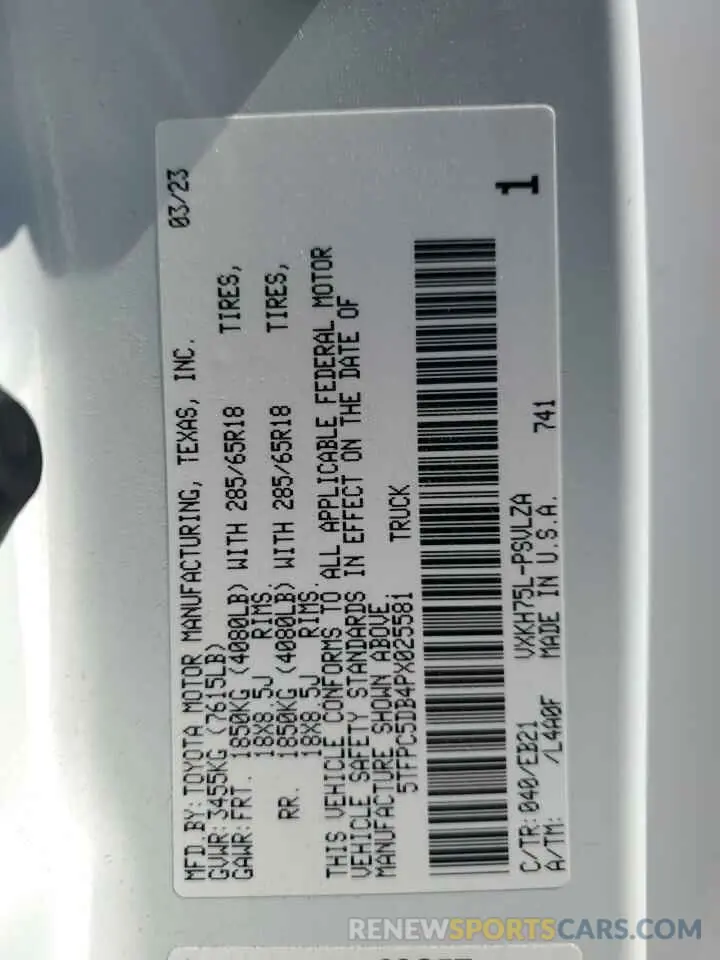 MFD.BY:TOYOTA MOTOR MANUFACTURING, TEXAS, INC. 03/23
GVWR:3455KG (7615LB)
GAWR:FRT. 1850KG (4080LB) WITH 285/65R18 TIRES,
18X8.5J RIMS.
RR. 1850KG (4080LB) WITH 285/65R18 TIRES,
18X8.5J RIMS.
THIS VEHICLE CONFORMS TO ALL APPLICABLE FEDERAL MOTOR
VEHICLE SAFETY STANDARDS IN EFFECT ON THE DATE OF
MANUFACTURE SHOWN ABOVE.
5TFPC5DB4PX025581 TRUCK
1
C/TR:040/EB21 VXKH75L-PSVLZA 741
A/TM: /L4A0F MADE IN U.S.A.
RENEWSPORTSCAR.COM